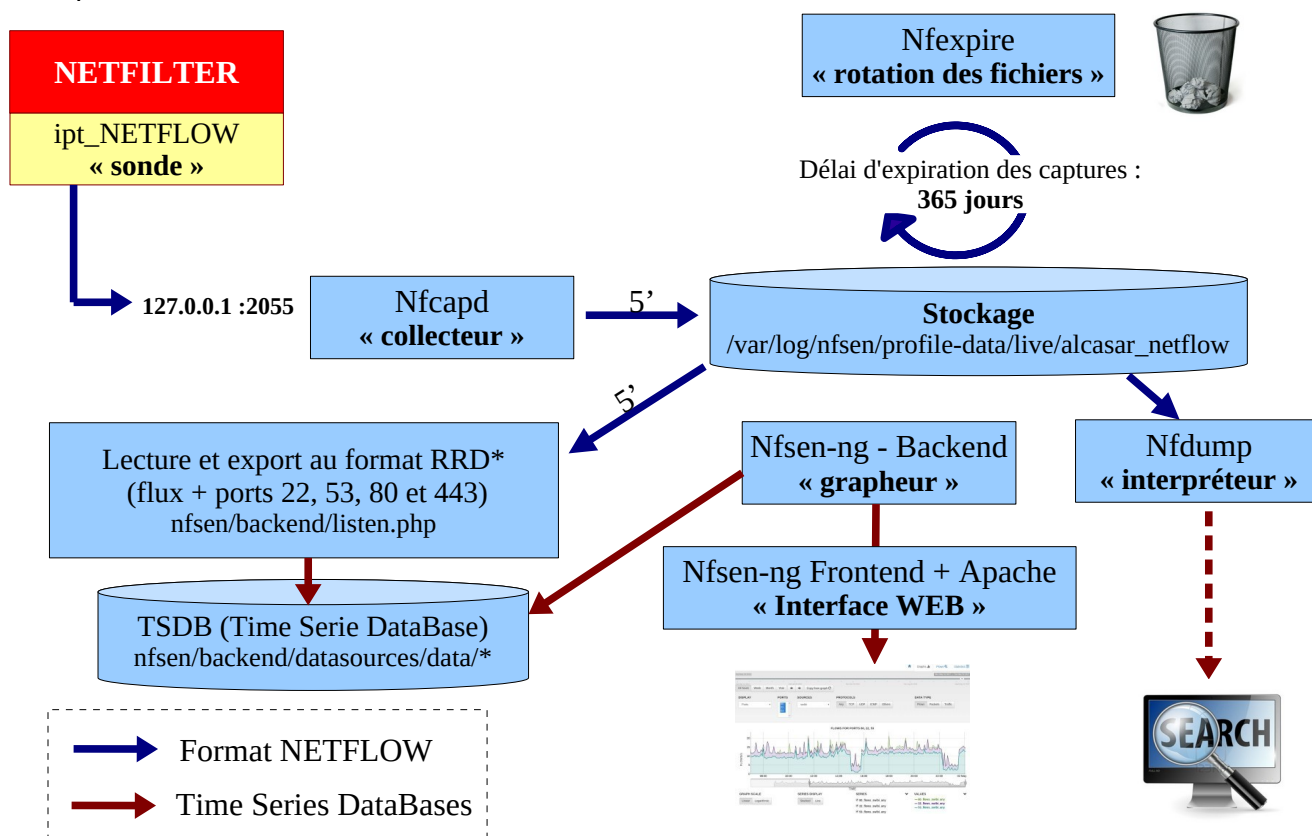 NETFILTER
ipt_NETFLOW
« sonde »
Nfexpire
« rotation des fichiers »
Délai d'expiration des captures :
365 jours
127.0.0.1 :2055
Nfcapd
« collecteur »
5’
Stockage
/var/log/nfsen/profile-data/live/alcasar_netflow
5’
Lecture et export au format RRD*
(flux + ports 22, 53, 80 et 443)
nfsen/backend/listen.php
Nfsen-ng - Backend
« grapheur »
Nfdump
« interpréteur »
Nfsen-ng Frontend + Apache
« Interface WEB »
TSDB (Time Serie DataBase)
nfsen/backend/datasources/data/*
SEARCH
Format NETFLOW
Time Series DataBases